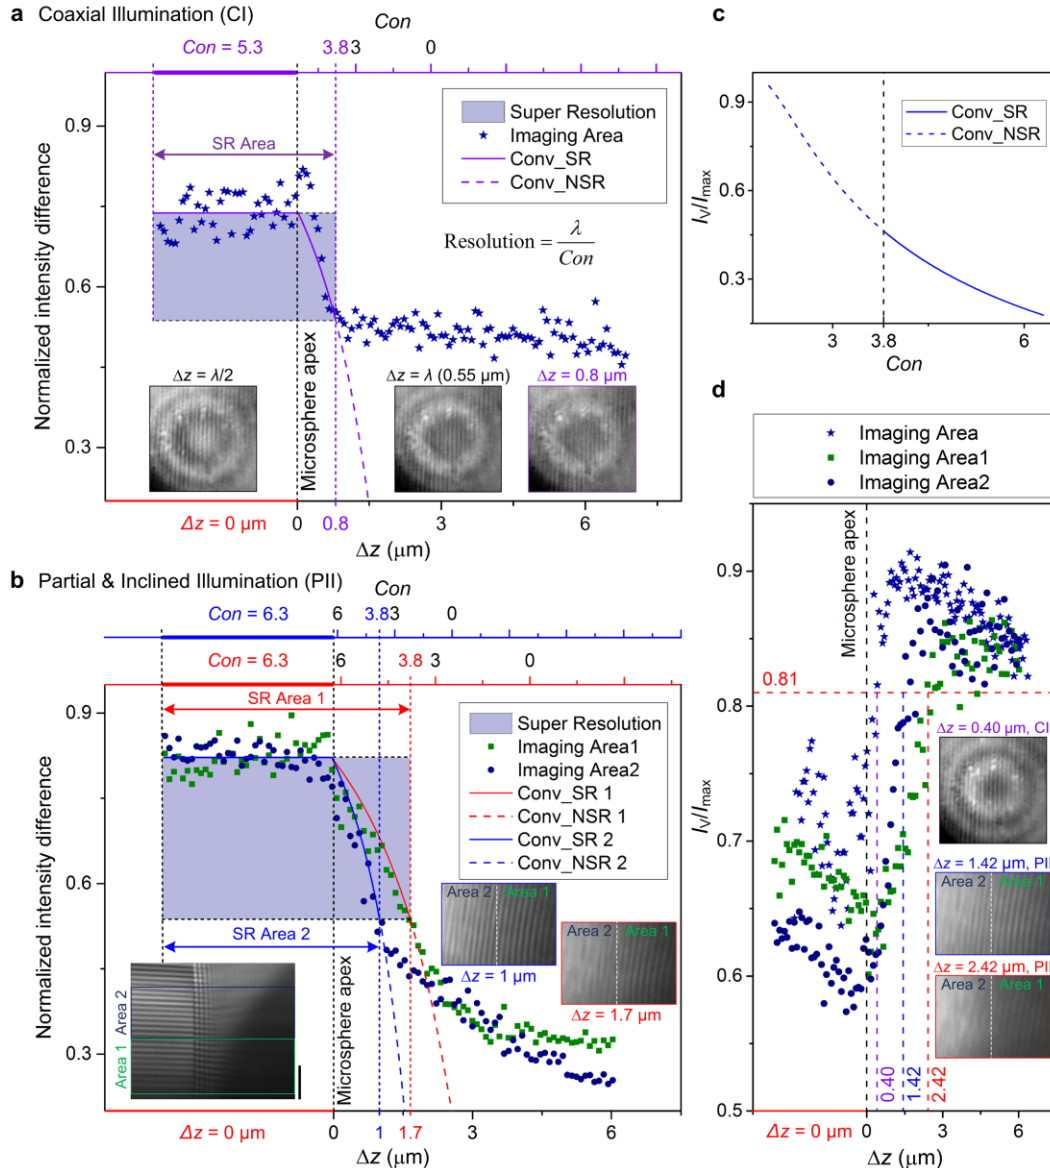 a Coaxial Illumination (CI)
Con
Con = 5.3 3.8 3 0
Super Resolution
Imaging Area
Conv_SR
Conv_NSR
SR Area
Resolution = λ/Con
Normalized intensity difference
0.9
0.6
0.3
Microsphere apex
Δz = λ/2
Δz = λ (0.55 μm)
Δz = 0.8 μm
Δz = 0 μm 0 0.8 3 6
Δz (μm)
b Partial & Inclined Illumination (PII)
Con
Con = 6.3 6 3.8 3 0
Con = 6.3 6 3.8 3 0
SR Area 1
Super Resolution
Imaging Area1
Imaging Area2
Conv_SR 1
Conv_NSR 1
Conv_SR 2
Conv_NSR 2
Normalized intensity difference
0.9
0.6
0.3
SR Area 2
Microsphere apex
Area 2
Area 1
Area 2 Area 1
Δz = 1 μm
Area 2 Area 1
Δz = 1.7 μm
Δz = 0 μm 0 1 1.7 3 6
Δz (μm)
c
Iv/Imax
0.9
0.6
0.3
Conv_SR
Conv_NSR
3 3.8 6
Con
d
Imaging Area
Imaging Area1
Imaging Area2
Iv/Imax
0.9
0.8
0.7
0.6
0.5
Microsphere apex
0.81
Δz = 0.40 μm, CI
Δz = 1.42 μm, PII
Area 2 Area 1
Δz = 2.42 μm, PII
Area 2 Area 1
0.40
1.42
2.42
Δz = 0 μm 0 3 6
Δz (μm)